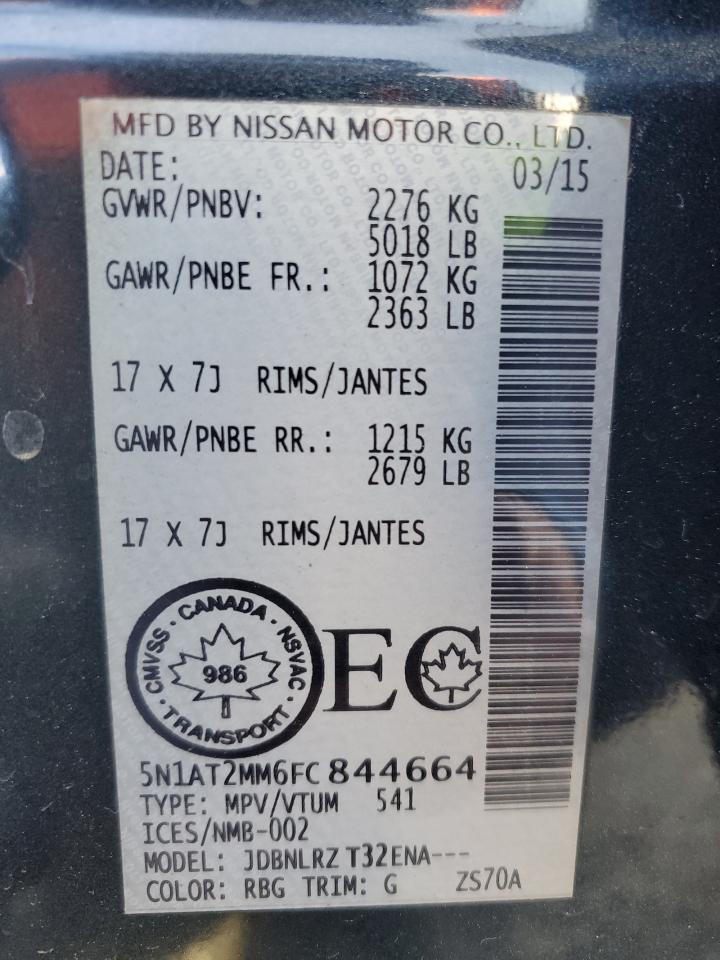 MFD BY NISSAN MOTOR CO., LTD.
DATE: 03/15
GVWR/PNBV: 2276 KG
5018 LB
GAWR/PNBE FR.: 1072 KG
2363 LB
17 X 7J RIMS/JANTES
GAWR/PNBE RR.: 1215 KG
2679 LB
17 X 7J RIMS/JANTES
CMVSS · CANADA · NSVAC · TRANSPORT ·
986
EC
5N1AT2MM6FC844664
TYPE: MPV/VTUM 541
ICES/NMB-002
MODEL: JDBNLRZ T32ENA---
COLOR: RBG TRIM: G ZS70A